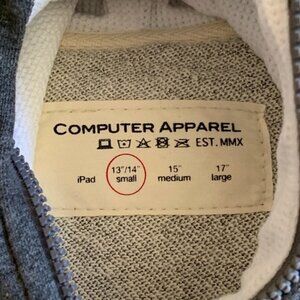 COMPUTER APPAREL
EST. MMX
iPad 13"/14" small 15" medium 17" large